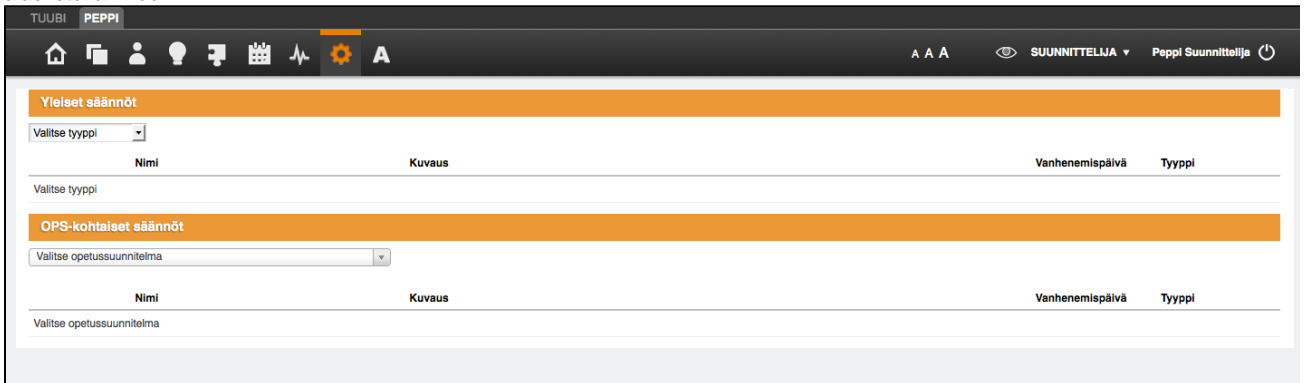 TUUBI PEPPI
A A A A SUUNNITTELIJA ▾ Peppi Suunnittelija
Yleiset säännöt
Valitse tyyppi
Nimi Kuvaus Vanhenemispäivä Tyyppi
Valitse tyyppi
OPS-kohtaiset säännöt
Valitse opetussuunnitelma
Nimi Kuvaus Vanhenemispäivä Tyyppi
Valitse opetussuunnitelma